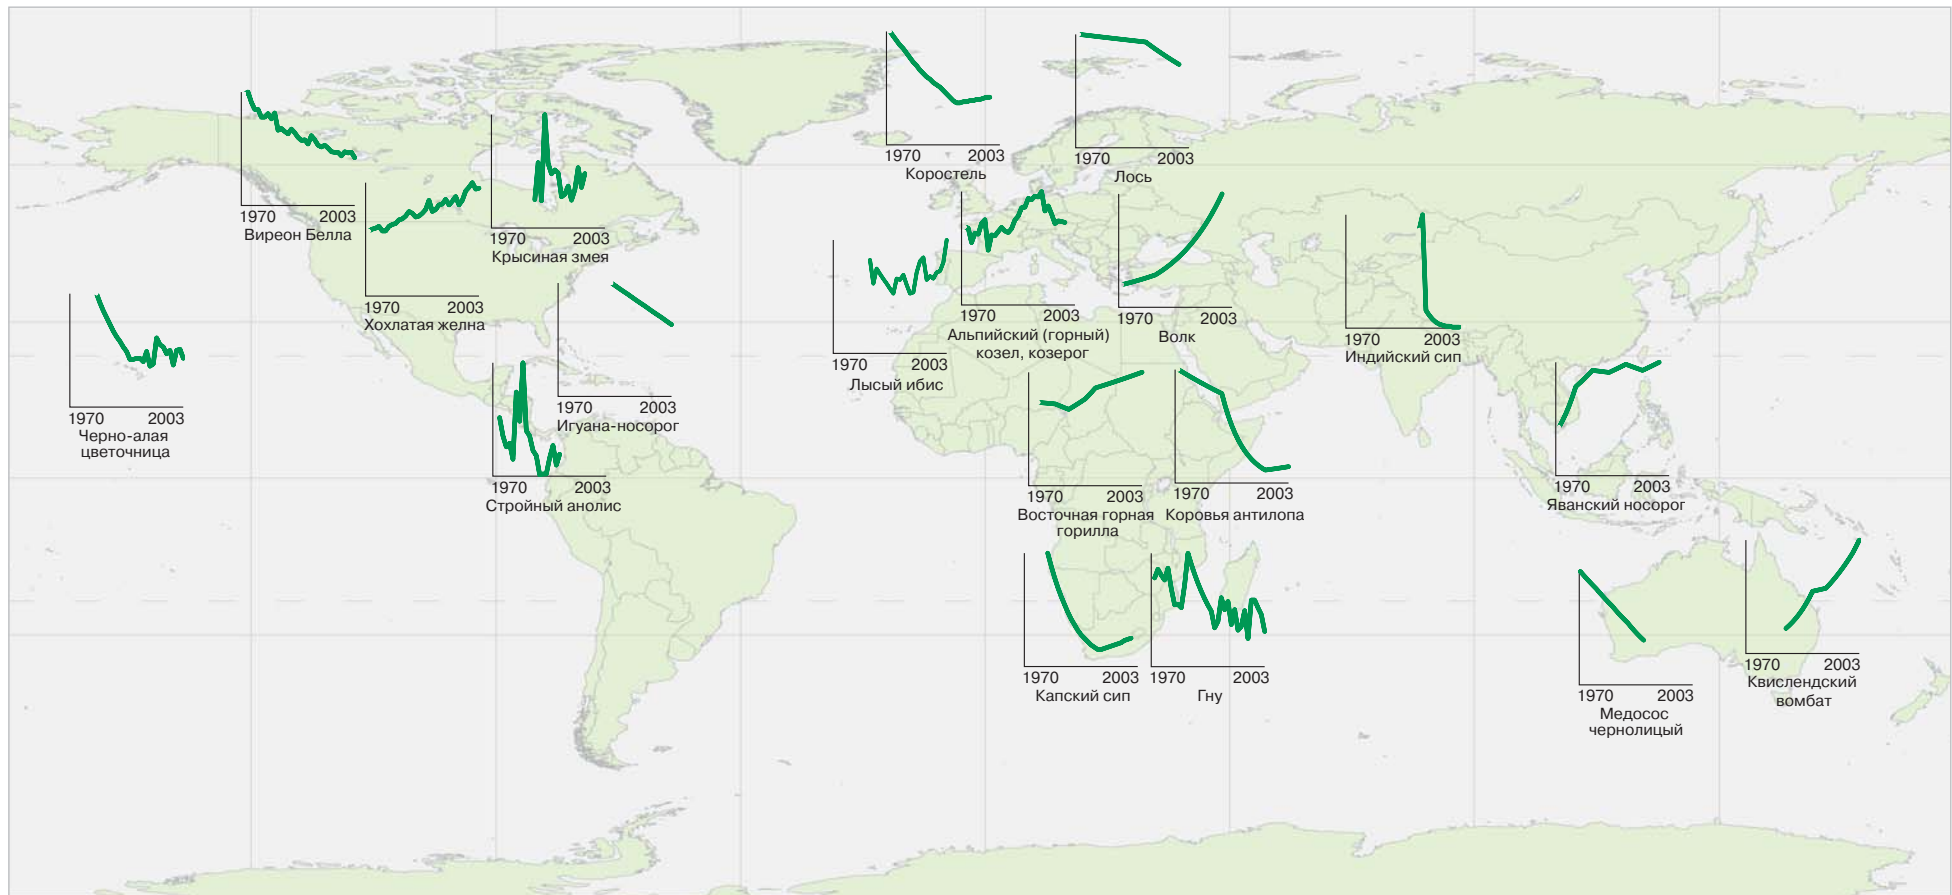 1970 2003
Коростель
1970 2003
Лось
1970 2003
Виреон Белла
1970 2003
Крысиная змея
1970 2003
Хохлатая желна
1970 2003
Альпийский (горный)
козел, козерог
1970 2003
Волк
1970 2003
Индийский сип
1970 2003
Лысый ибис
1970 2003
Черно-алая
цветочница
1970 2003
Игуана-носорог
1970 2003
Стройный анолис
1970 2003
Восточная горная
горилла
1970 2003
Коровья антилопа
1970 2003
Яванский носорог
1970 2003
Капский сип
1970 2003
Гну
1970 2003
Медосос
чернолицый
1970 2003
Квислендский
вомбат